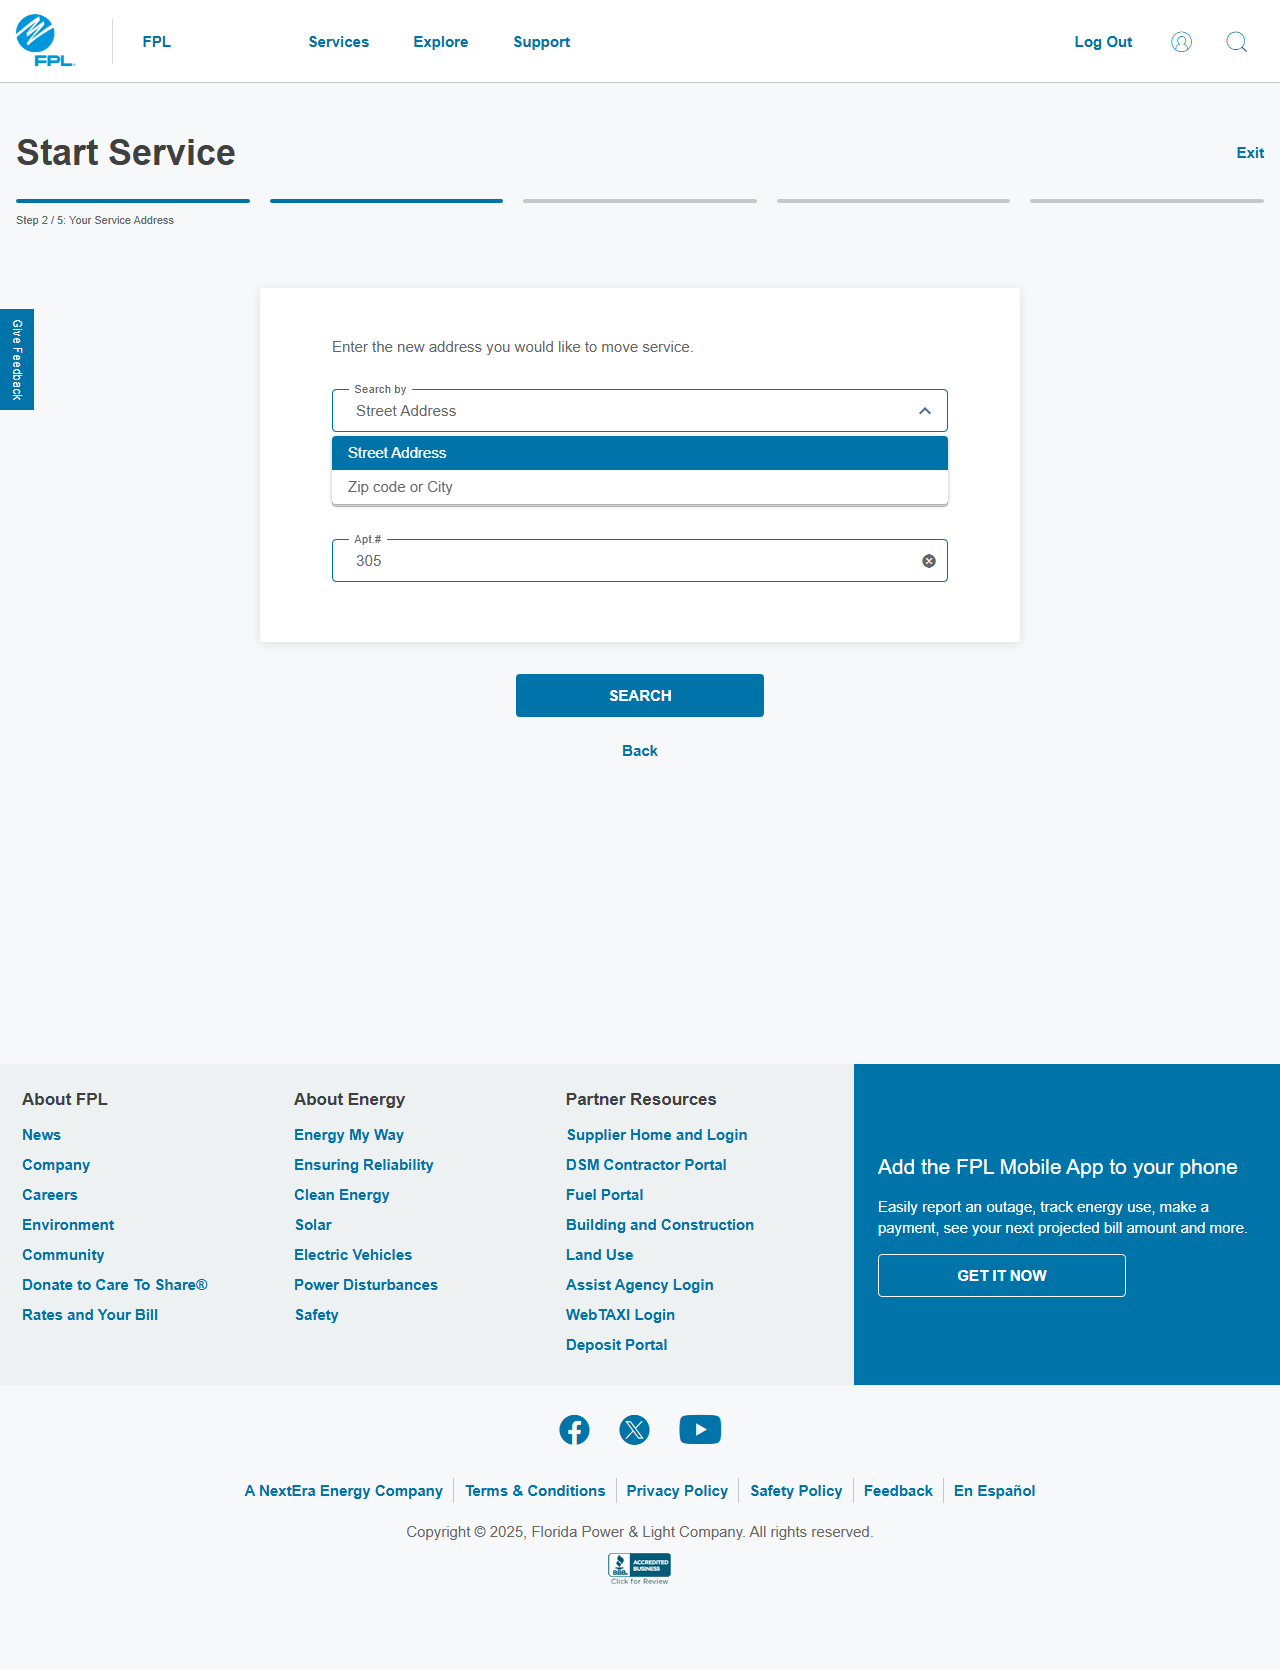 FPL
FPL
Services
Explore
Support
Log Out
Start Service
Exit
Step 2 / 5: Your Service Address
Give Feedback
Enter the new address you would like to move service.
Search by
Street Address
Street Address
Zip code or City
Apt.#
305
SEARCH
Back
About FPL
News
Company
Careers
Environment
Community
Donate to Care To Share®
Rates and Your Bill
About Energy
Energy My Way
Ensuring Reliability
Clean Energy
Solar
Electric Vehicles
Power Disturbances
Safety
Partner Resources
Supplier Home and Login
DSM Contractor Portal
Fuel Portal
Building and Construction
Land Use
Assist Agency Login
WebTAXI Login
Deposit Portal
Add the FPL Mobile App to your phone
Easily report an outage, track energy use, make a
payment, see your next projected bill amount and more.
GET IT NOW
A NextEra Energy Company
Terms & Conditions
Privacy Policy
Safety Policy
Feedback
En Español
Copyright © 2025, Florida Power & Light Company. All rights reserved.
BBB.
ACCREDITED
BUSINESS
Click for Review